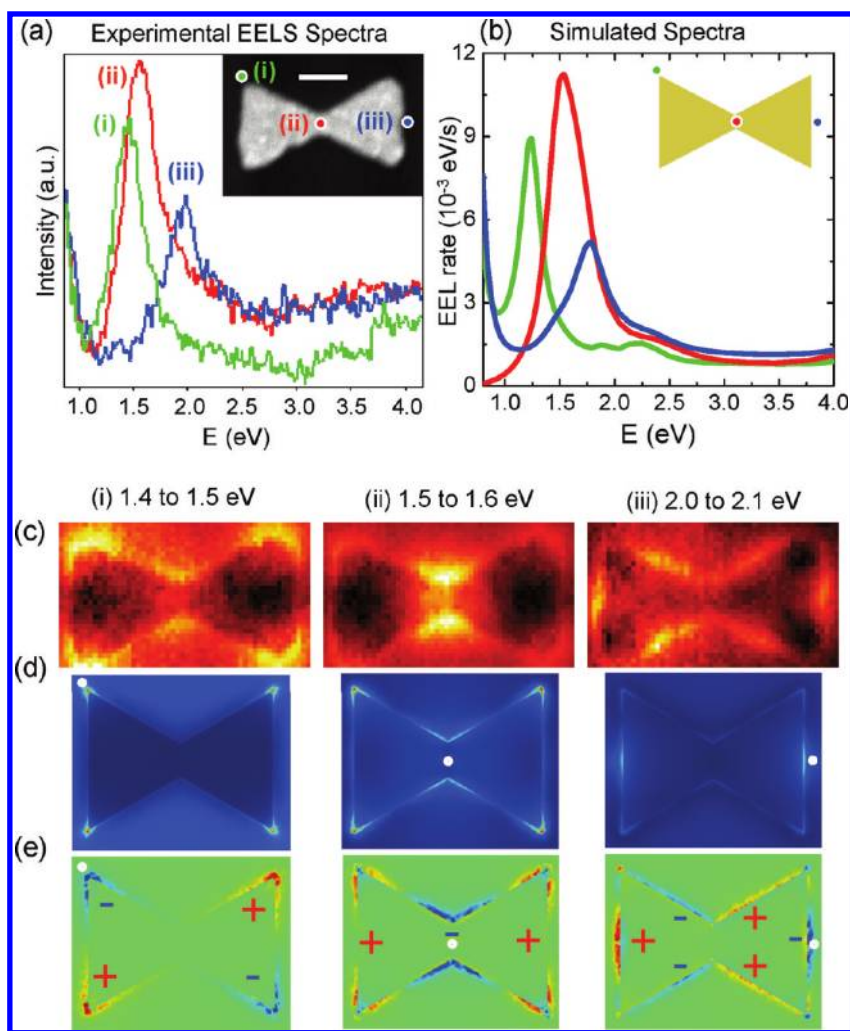 (a) Experimental EELS Spectra
(i)
(ii)
(iii)
(ii)
(i)
(iii)
Intensity (a.u.)
1.0 1.5 2.0 2.5 3.0 3.5 4.0
E (eV)
(b) Simulated Spectra
12
9
6
3
0
EEL rate (10⁻³ eV/s)
1.0 1.5 2.0 2.5 3.0 3.5 4.0
E (eV)
(i) 1.4 to 1.5 eV (ii) 1.5 to 1.6 eV (iii) 2.0 to 2.1 eV
(c)
(d)
(e)
- +
+ -
+ - +
+ - + -
- +